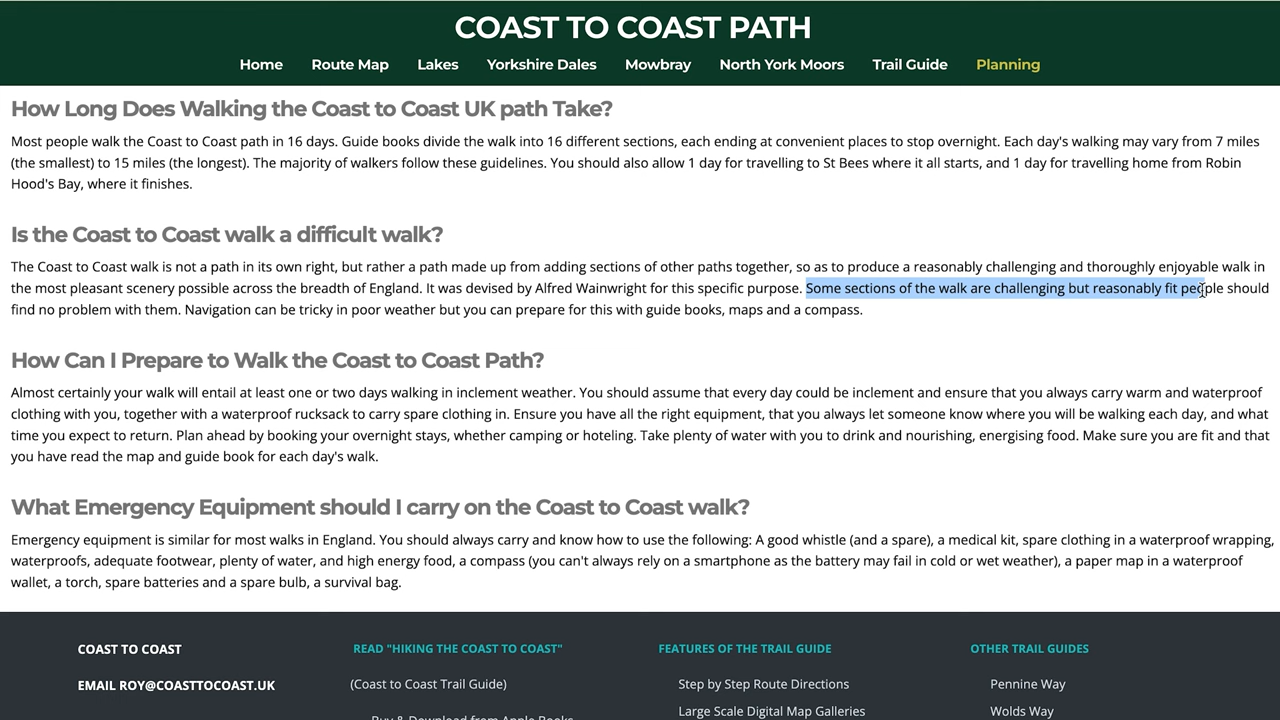 COAST TO COAST PATH
Home Route Map Lakes Yorkshire Dales Mowbray North York Moors Trail Guide Planning
How Long Does Walking the Coast to Coast UK path Take?
Most people walk the Coast to Coast path in 16 days. Guide books divide the walk into 16 different sections, each ending at convenient places to stop overnight. Each day's walking may vary from 7 miles
(the smallest) to 15 miles (the longest). The majority of walkers follow these guidelines. You should also allow 1 day for travelling to St Bees where it all starts, and 1 day for travelling home from Robin
Hood's Bay, where it finishes.
Is the Coast to Coast walk a difficult walk?
The Coast to Coast walk is not a path in its own right, but rather a path made up from adding sections of other paths together, so as to produce a reasonably challenging and thoroughly enjoyable walk in
the most pleasant scenery possible across the breadth of England. It was devised by Alfred Wainwright for this specific purpose. Some sections of the walk are challenging but reasonably fit people should
find no problem with them. Navigation can be tricky in poor weather but you can prepare for this with guide books, maps and a compass.
How Can I Prepare to Walk the Coast to Coast Path?
Almost certainly your walk will entail at least one or two days walking in inclement weather. You should assume that every day could be inclement and ensure that you always carry warm and waterproof
clothing with you, together with a waterproof rucksack to carry spare clothing in. Ensure you have all the right equipment, that you always let someone know where you will be walking each day, and what
time you expect to return. Plan ahead by booking your overnight stays, whether camping or hoteling. Take plenty of water with you to drink and nourishing, energising food. Make sure you are fit and that
you have read the map and guide book for each day's walk.
What Emergency Equipment should I carry on the Coast to Coast walk?
Emergency equipment is similar for most walks in England. You should always carry and know how to use the following: A good whistle (and a spare), a medical kit, spare clothing in a waterproof wrapping,
waterproofs, adequate footwear, plenty of water, and high energy food, a compass (you can't always rely on a smartphone as the battery may fail in cold or wet weather), a paper map in a waterproof
wallet, a torch, spare batteries and a spare bulb, a survival bag.
COAST TO COAST READ "HIKING THE COAST TO COAST" FEATURES OF THE TRAIL GUIDE OTHER TRAIL GUIDES
EMAIL ROY@COASTTOCOAST.UK (Coast to Coast Trail Guide) Step by Step Route Directions Pennine Way
Buy & Download from Apple Books Large Scale Digital Map Galleries Wolds Way